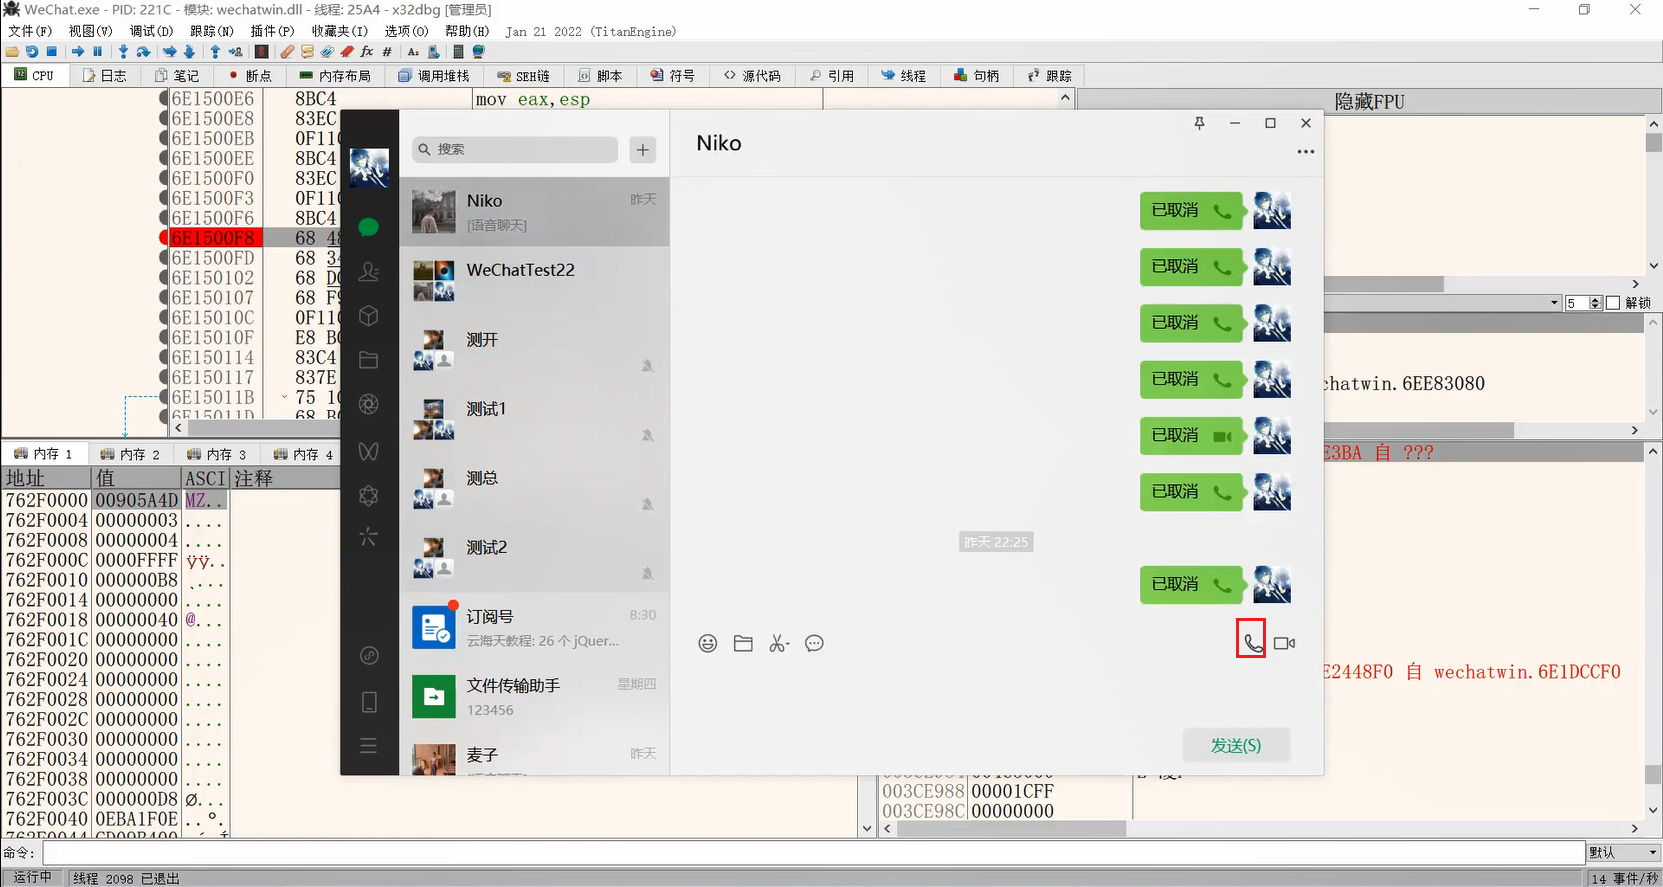 WeChat.exe - PID: 221C - 模块: wechatwin.dll - 线程: 25A4 - x32dbg [管理员]
文件(F) 视图(V) 调试(D) 跟踪(N) 插件(P) 收藏夹(I) 选项(O) 帮助(H) Jan 21 2022 (TitanEngine)
CPU 日志 笔记 断点 内存布局 调用堆栈 SEH链 脚本 符号 源代码 引用 线程 句柄 跟踪
6E1500E6 8BC4 mov eax,esp
隐藏FPU
6E1500E8 83EC
6E1500EB 0F110
6E1500EE 8BC4
6E1500F0 83EC
6E1500F3 0F110
6E1500F6 8BC4
6E1500F8 68 48
6E1500FD 68 34
6E150102 68 D0
6E150107 68 F9
6E15010C 0F110
6E15010F E8 B0
6E150114 83C4
6E150117 837E
6E15011B 75 10
6E15011D 68 B0
5 解锁
chatwin.6EE83080
E3BA 自 ???
E2448F0 自 wechatwin.6E1DCCF0
搜索
Niko 昨天
[语音聊天]
WeChatTest22
测开
测试1
测总
测试2
订阅号 8:30
云海天教程: 26 个 jQuer...
文件传输助手 星期四
123456
麦子 昨天
Niko
已取消
已取消
已取消
已取消
已取消
已取消
昨天 22:25
已取消
发送(S)
内存 1 内存 2 内存 3 内存 4
地址 值 ASCI 注释
762F0000 00905A4D MZ..
762F0004 00000003 ....
762F0008 00000004 ....
762F000C 0000FFFF ÿÿ..
762F0010 000000B8 ¸...
762F0014 00000000 ....
762F0018 00000040 @...
762F001C 00000000 ....
762F0020 00000000 ....
762F0024 00000000 ....
762F0028 00000000 ....
762F002C 00000000 ....
762F0030 00000000 ....
762F0034 00000000 ....
762F0038 00000000 ....
762F003C 000000D8 Ø...
762F0040 0EBA1F0E ..º.
762F0044 CD09B400
003CE988 00001CFF
003CE98C 00000000
命令: 默认
运行中 线程 2098 已退出 14 事件/秒